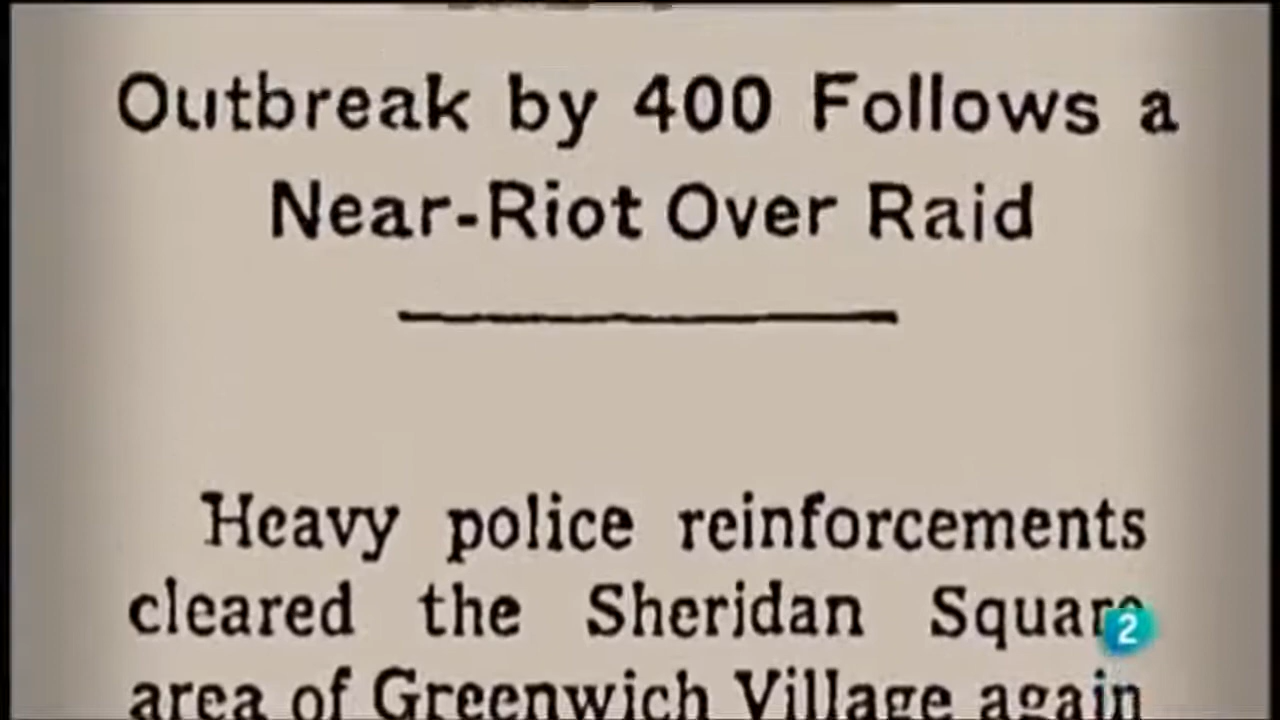 Outbreak by 400 Follows a
Near-Riot Over Raid
Heavy police reinforcements
cleared the Sheridan Square
area of Greenwich Village again
2